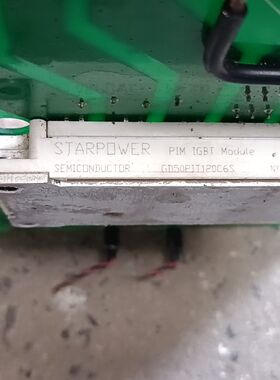 STARPOWER PIM IGBT Module
SEMICONDUCTOR GD50PIT120C6S